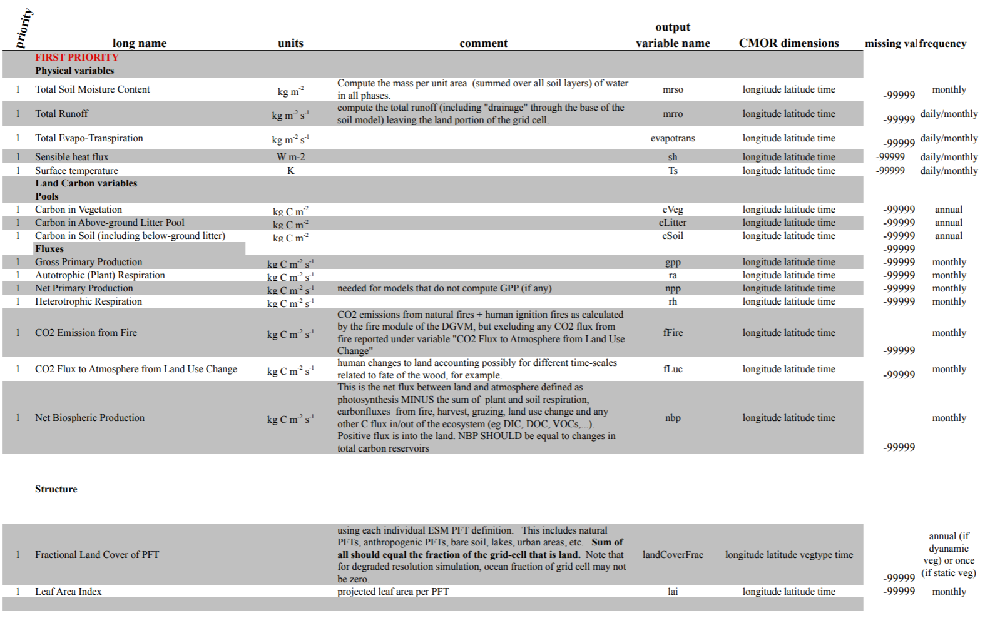 priority long name units comment output variable name CMOR dimensions missing val frequency
FIRST PRIORITY
Physical variables
1 Total Soil Moisture Content kg m-2 Compute the mass per unit area (summed over all soil layers) of water in all phases. mrso longitude latitude time -99999 monthly
1 Total Runoff kg m-2 s-1 compute the total runoff (including "drainage" through the base of the soil model) leaving the land portion of the grid cell. mrro longitude latitude time -99999 daily/monthly
1 Total Evapo-Transpiration kg m-2 s-1 evapotrans longitude latitude time -99999 daily/monthly
1 Sensible heat flux W m-2 sh longitude latitude time -99999 daily/monthly
1 Surface temperature K Ts longitude latitude time -99999 daily/monthly
Land Carbon variables
Pools
1 Carbon in Vegetation kg C m-2 cVeg longitude latitude time -99999 annual
1 Carbon in Above-ground Litter Pool kg C m-2 cLitter longitude latitude time -99999 annual
1 Carbon in Soil (including below-ground litter) kg C m-2 cSoil longitude latitude time -99999 annual
Fluxes -99999
1 Gross Primary Production kg C m-2 s-1 gpp longitude latitude time -99999 monthly
1 Autotrophic (Plant) Respiration kg C m-2 s-1 ra longitude latitude time -99999 monthly
1 Net Primary Production kg C m-2 s-1 needed for models that do not compute GPP (if any) npp longitude latitude time -99999 monthly
1 Heterotrophic Respiration kg C m-2 s-1 rh longitude latitude time -99999 monthly
1 CO2 Emission from Fire kg C m-2 s-1 CO2 emissions from natural fires + human ignition fires as calculated by the fire module of the DGVM, but excluding any CO2 flux from fire reported under variable "CO2 Flux to Atmosphere from Land Use Change" fFire longitude latitude time -99999 monthly
1 CO2 Flux to Atmosphere from Land Use Change kg C m-2 s-1 human changes to land accounting possibly for different time-scales related to fate of the wood, for example. fLuc longitude latitude time -99999 monthly
1 Net Biospheric Production kg C m-2 s-1 This is the net flux between land and atmosphere defined as photosynthesis MINUS the sum of plant and soil respiration, carbonfluxes from fire, harvest, grazing, land use change and any other C flux in/out of the ecosystem (eg DIC, DOC, VOCs,...). Positive flux is into the land. NBP SHOULD be equal to changes in total carbon reservoirs nbp longitude latitude time -99999 monthly
Structure
1 Fractional Land Cover of PFT using each individual ESM PFT definition. This includes natural PFTs, anthropogenic PFTs, bare soil, lakes, urban areas, etc. Sum of all should equal the fraction of the grid-cell that is land. Note that for degraded resolution simulation, ocean fraction of grid cell may not be zero. landCoverFrac longitude latitude vegtype time -99999 annual (if dyanamic veg) or once (if static veg)
1 Leaf Area Index projected leaf area per PFT lai longitude latitude time -99999 monthly